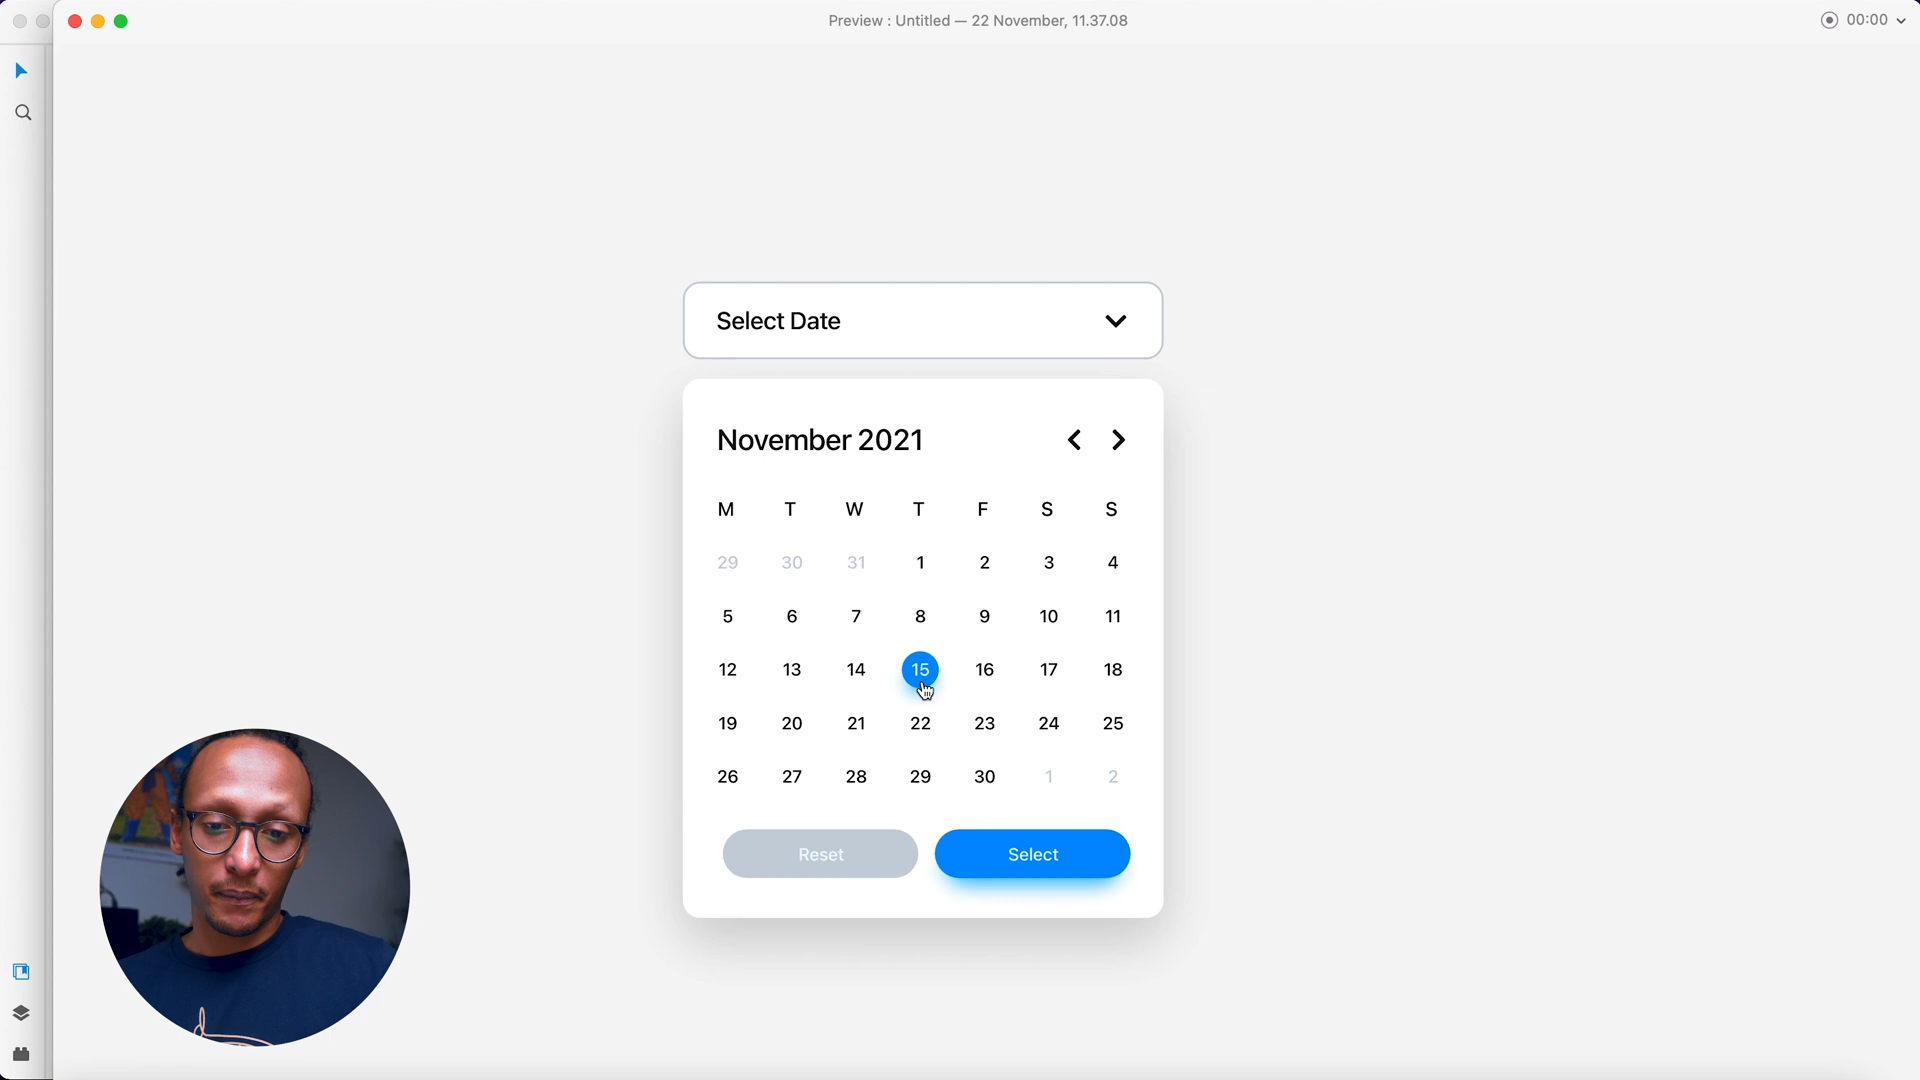 Preview : Untitled — 22 November, 11.37.08
00:00
Select Date
November 2021
M T W T F S S
29 30 31 1 2 3 4
5 6 7 8 9 10 11
12 13 14 15 16 17 18
19 20 21 22 23 24 25
26 27 28 29 30 1 2
Reset Select